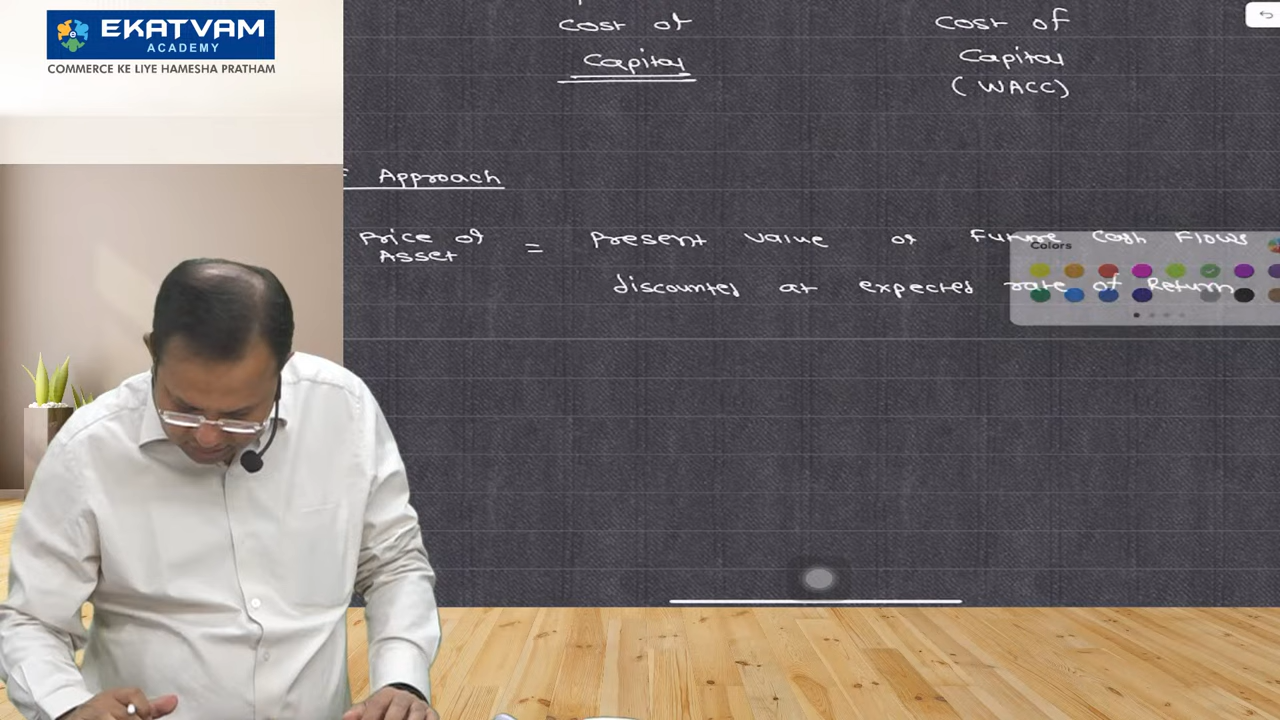 EKATVAM
ACADEMY
COMMERCE KE LIYE HAMESHA PRATHAM
Cost of Cost of
Capital Capital
(WACC)
Approach
Price of = Present value of Future Cash Flows
Asset
Colors
discounted at expected rate of Return